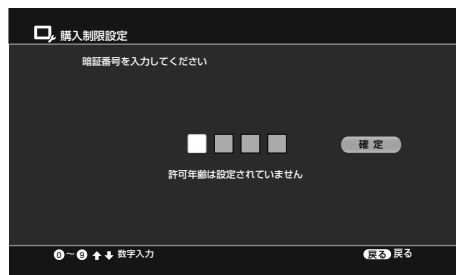 購入制限設定
暗証番号を入力してください
確定
許可年齢は設定されていません
0～9 ↑↓ 数字入力
戻る 戻る